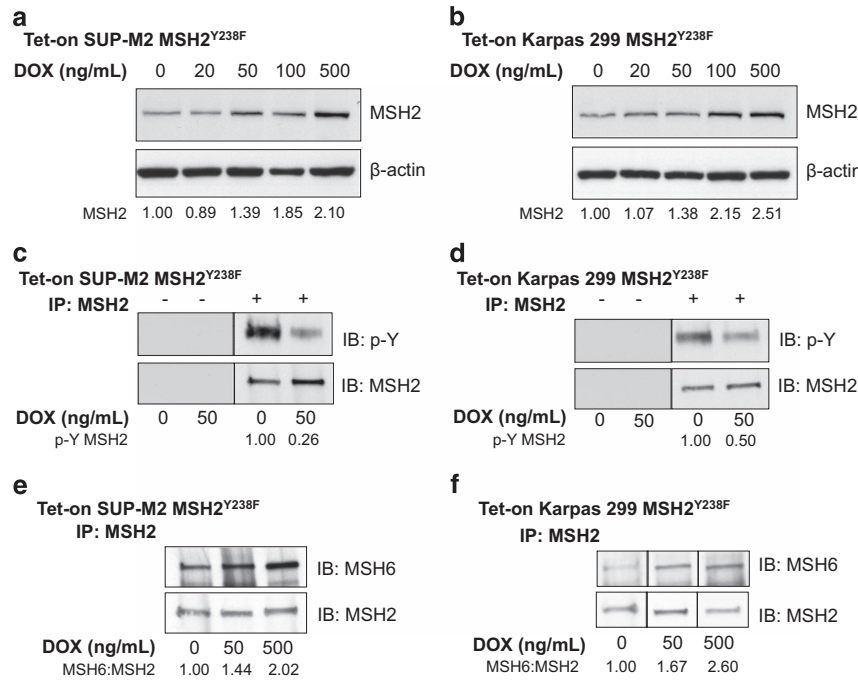 a
Tet-on SUP-M2 MSH2Y238F
DOX (ng/mL) 0 20 50 100 500
MSH2
β-actin
MSH2 1.00 0.89 1.39 1.85 2.10
b
Tet-on Karpas 299 MSH2Y238F
DOX (ng/mL) 0 20 50 100 500
MSH2
β-actin
MSH2 1.00 1.07 1.38 2.15 2.51
c
Tet-on SUP-M2 MSH2Y238F
IP: MSH2 - - + +
IB: p-Y
IB: MSH2
DOX (ng/mL) 0 50 0 50
p-Y MSH2 1.00 0.26
d
Tet-on Karpas 299 MSH2Y238F
IP: MSH2 - - + +
IB: p-Y
IB: MSH2
DOX (ng/mL) 0 50 0 50
p-Y MSH2 1.00 0.50
e
Tet-on SUP-M2 MSH2Y238F
IP: MSH2
IB: MSH6
IB: MSH2
DOX (ng/mL) 0 50 500
MSH6:MSH2 1.00 1.44 2.02
f
Tet-on Karpas 299 MSH2Y238F
IP: MSH2
IB: MSH6
IB: MSH2
DOX (ng/mL) 0 50 500
MSH6:MSH2 1.00 1.67 2.60